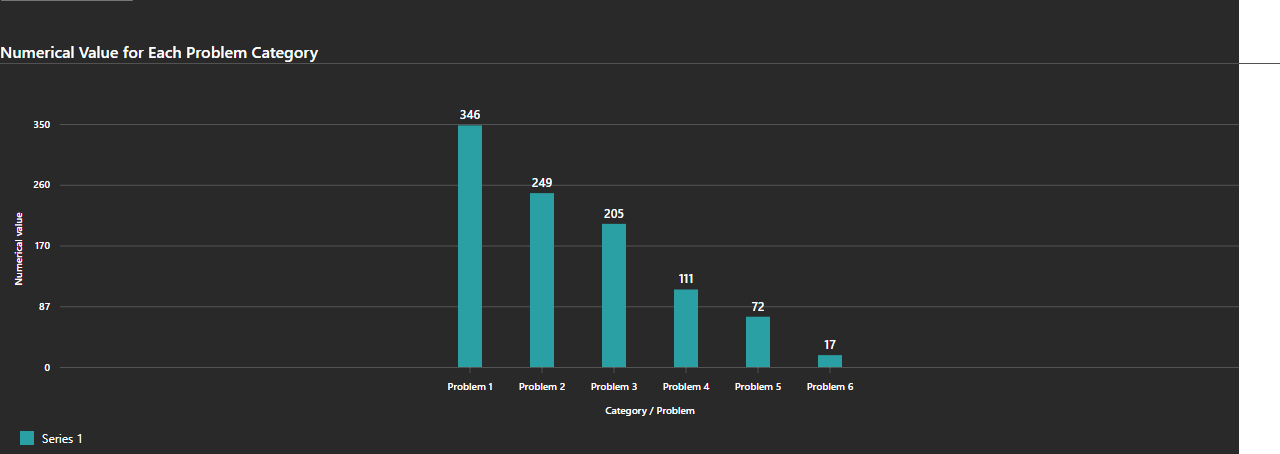 Numerical Value for Each Problem Category
346
350
249
260
205
Numerical value
170
111
87
72
17
0
Problem 1 Problem 2 Problem 3 Problem 4 Problem 5 Problem 6
Category / Problem
Series 1